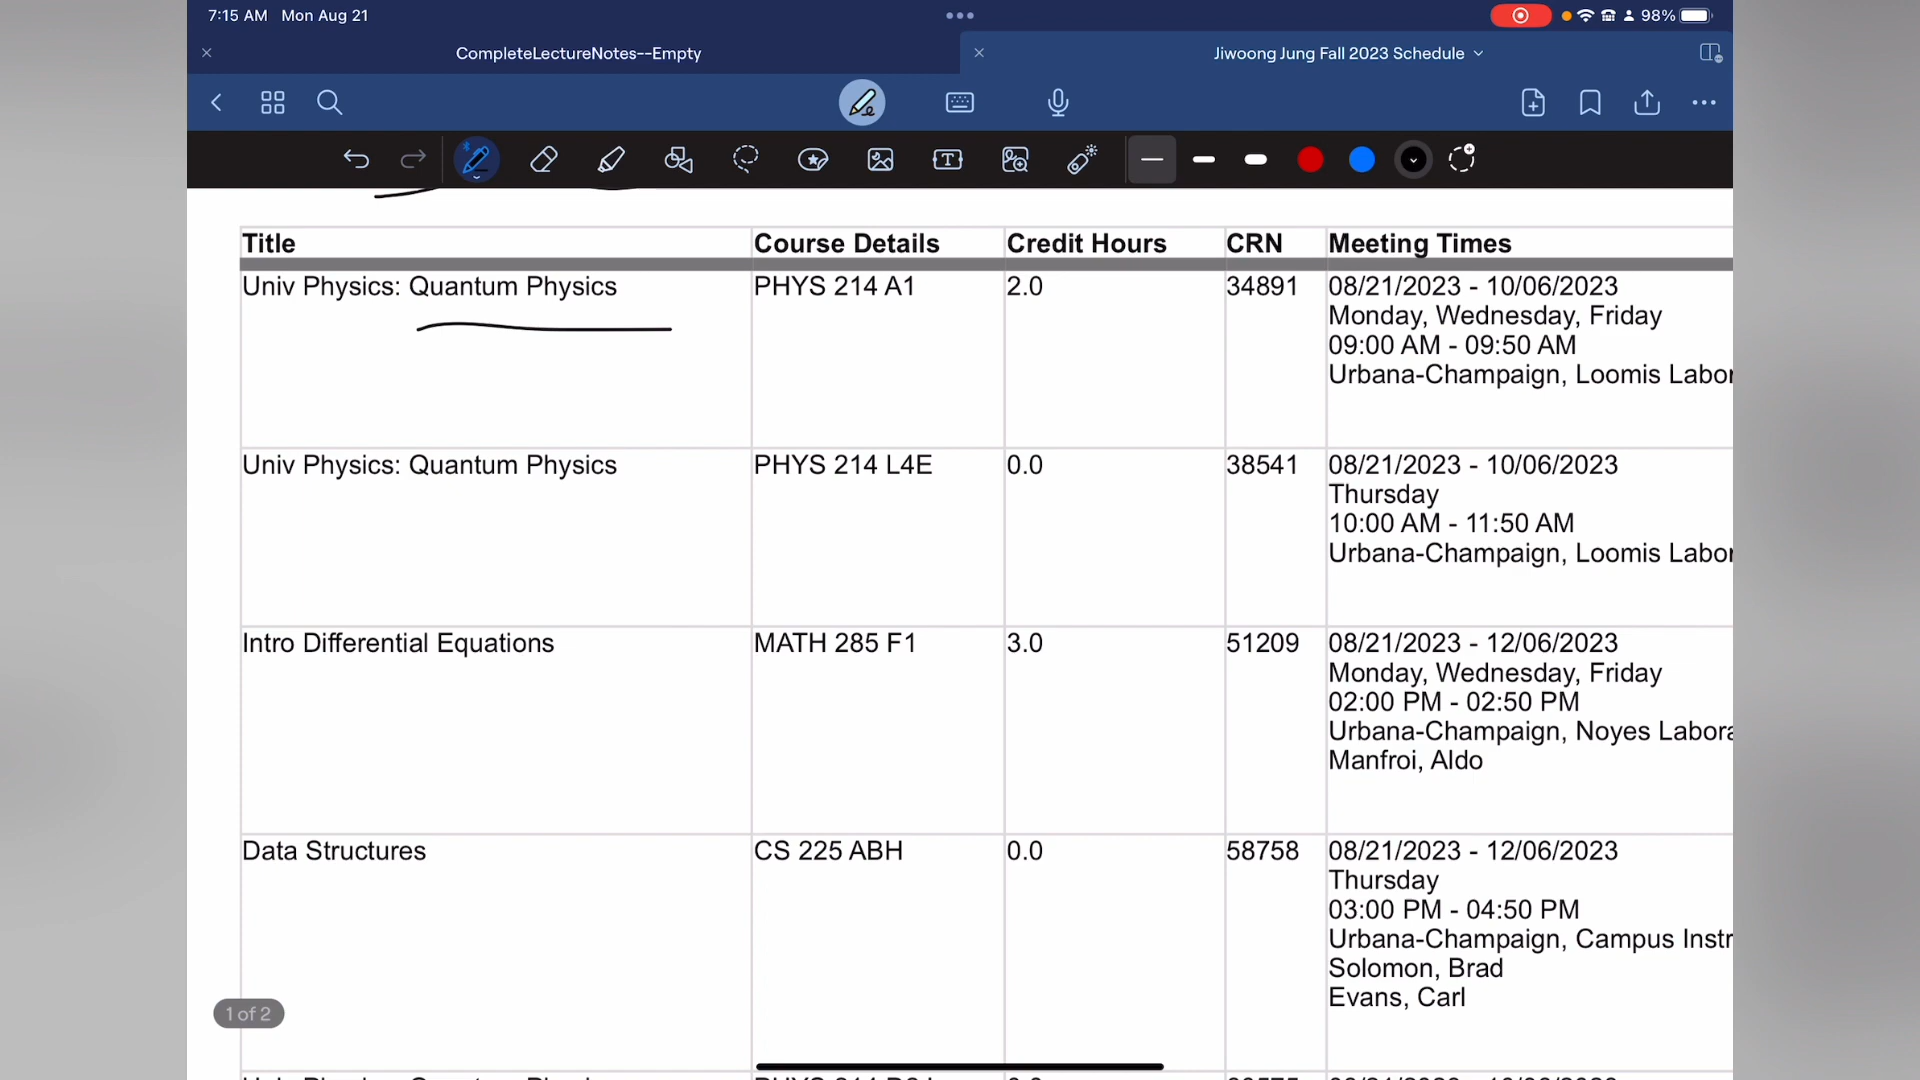 7:15 AM Mon Aug 21
98%
CompleteLectureNotes--Empty
Jiwoong Jung Fall 2023 Schedule
Title Course Details Credit Hours CRN Meeting Times
Univ Physics: Quantum Physics PHYS 214 A1 2.0 34891 08/21/2023 - 10/06/2023
Monday, Wednesday, Friday
09:00 AM - 09:50 AM
Urbana-Champaign, Loomis Labor
Univ Physics: Quantum Physics PHYS 214 L4E 0.0 38541 08/21/2023 - 10/06/2023
Thursday
10:00 AM - 11:50 AM
Urbana-Champaign, Loomis Labor
Intro Differential Equations MATH 285 F1 3.0 51209 08/21/2023 - 12/06/2023
Monday, Wednesday, Friday
02:00 PM - 02:50 PM
Urbana-Champaign, Noyes Labora
Manfroi, Aldo
Data Structures CS 225 ABH 0.0 58758 08/21/2023 - 12/06/2023
Thursday
03:00 PM - 04:50 PM
Urbana-Champaign, Campus Instr
Solomon, Brad
Evans, Carl
1 of 2